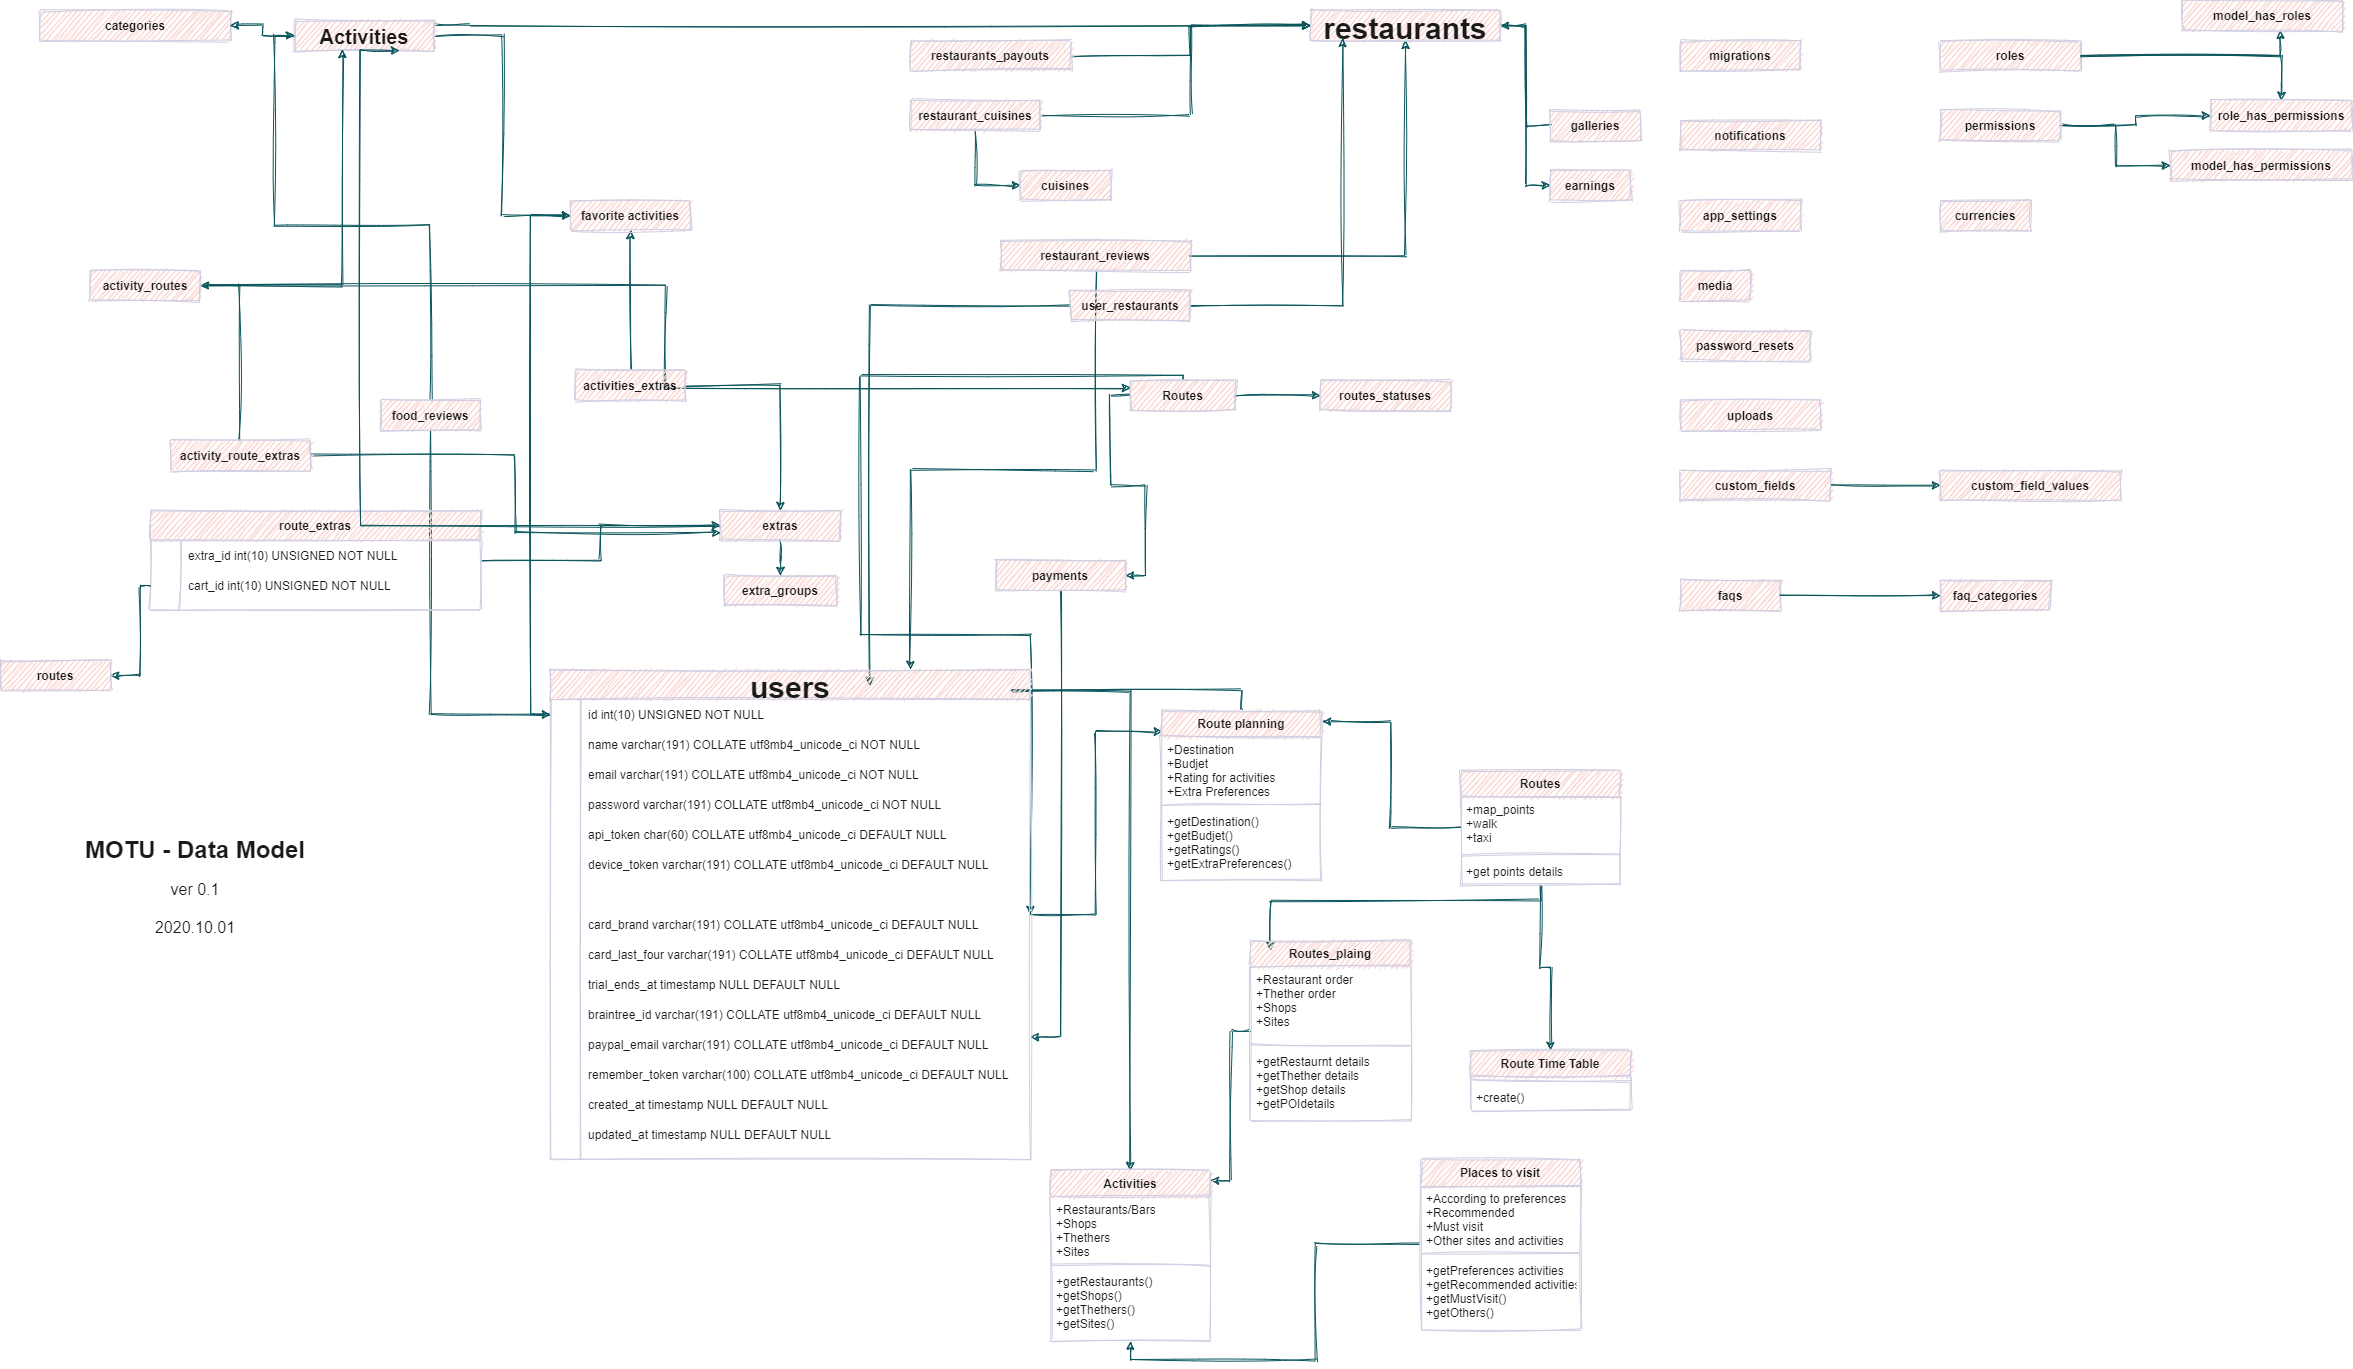 categories
Activities
restaurants
model_has_roles
restaurants_payouts
migrations
roles
restaurant_cuisines
galleries
notifications
permissions
role_has_permissions
model_has_permissions
cuisines
earnings
favorite activities
app_settings
currencies
restaurant_reviews
activity_routes
user_restaurants
media
password_resets
activities_extras
Routes
routes_statuses
food_reviews
uploads
activity_route_extras
custom_fields
custom_field_values
route_extras
extra_id int(10) UNSIGNED NOT NULL
cart_id int(10) UNSIGNED NOT NULL
extras
extra_groups
payments
faqs
faq_categories
routes
users
id int(10) UNSIGNED NOT NULL
name varchar(191) COLLATE utf8mb4_unicode_ci NOT NULL
email varchar(191) COLLATE utf8mb4_unicode_ci NOT NULL
password varchar(191) COLLATE utf8mb4_unicode_ci NOT NULL
api_token char(60) COLLATE utf8mb4_unicode_ci DEFAULT NULL
device_token varchar(191) COLLATE utf8mb4_unicode_ci DEFAULT NULL
card_brand varchar(191) COLLATE utf8mb4_unicode_ci DEFAULT NULL
card_last_four varchar(191) COLLATE utf8mb4_unicode_ci DEFAULT NULL
trial_ends_at timestamp NULL DEFAULT NULL
braintree_id varchar(191) COLLATE utf8mb4_unicode_ci DEFAULT NULL
paypal_email varchar(191) COLLATE utf8mb4_unicode_ci DEFAULT NULL
remember_token varchar(100) COLLATE utf8mb4_unicode_ci DEFAULT NULL
created_at timestamp NULL DEFAULT NULL
updated_at timestamp NULL DEFAULT NULL
Route planning
+Destination
+Budjet
+Rating for activities
+Extra Preferences
+getDestination()
+getBudjet()
+getRatings()
+getExtraPreferences()
Routes
+map_points
+walk
+taxi
+get points details
MOTU - Data Model
ver 0.1
2020.10.01
Routes_plaing
+Restaurant order
+Thether order
+Shops
+Sites
+getRestaurnt details
+getThether details
+getShop details
+getPOIdetails
Route Time Table
+create()
Activities
+Restaurants/Bars
+Shops
+Thethers
+Sites
+getRestaurants()
+getShops()
+getThethers()
+getSites()
Places to visit
+According to preferences
+Recommended
+Must visit
+Other sites and activities
+getPreferences activities
+getRecommended activities
+getMustVisit()
+getOthers()